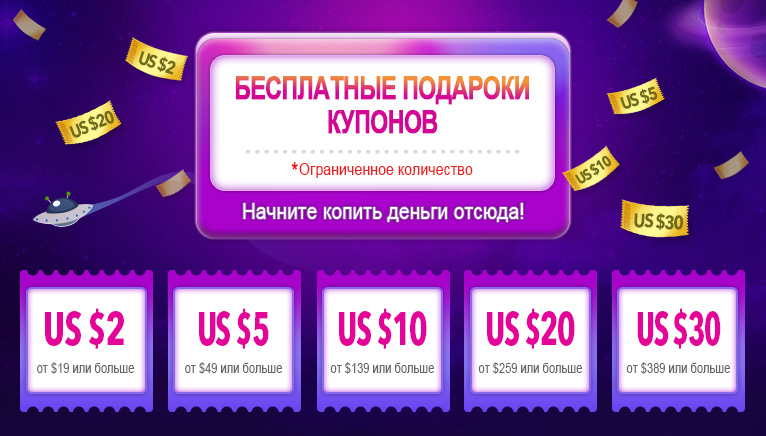 US $2
US $20
US $5
US $10
US $30
БЕСПЛАТНЫЕ ПОДАРОКИ
КУПОНОВ
*Ограниченное количество
Начните копить деньги отсюда!
US $2
от $19 или больше
US $5
от $49 или больше
US $10
от $139 или больше
US $20
от $259 или больше
US $30
от $389 или больше